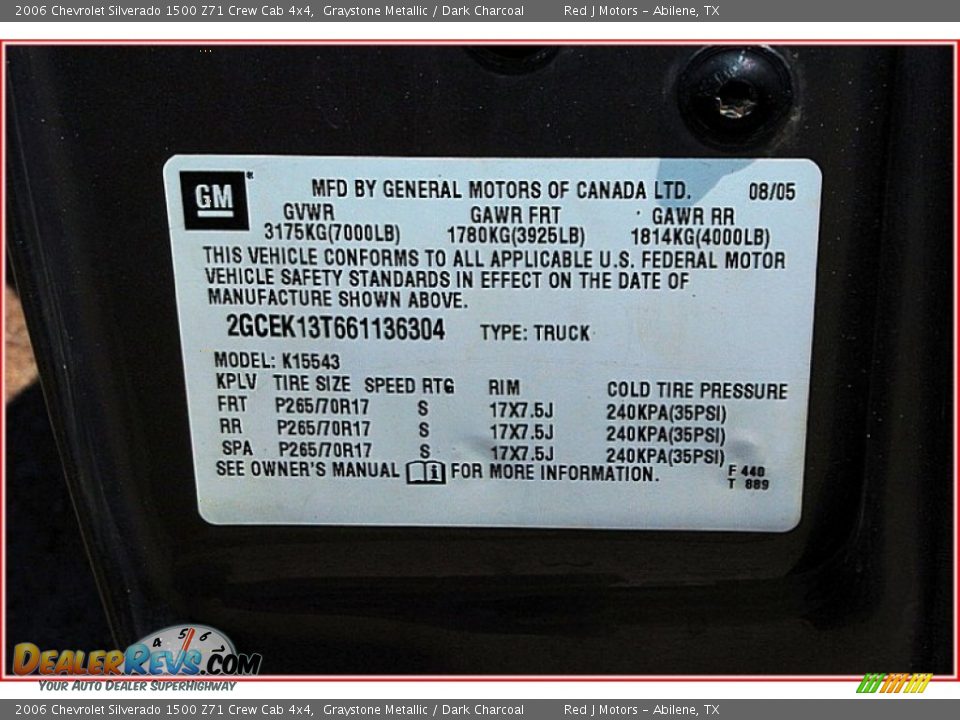 2006 Chevrolet Silverado 1500 Z71 Crew Cab 4x4, Graystone Metallic / Dark Charcoal Red J Motors - Abilene, TX
GM
MFD BY GENERAL MOTORS OF CANADA LTD. 08/05
GVWR GAWR FRT GAWR RR
3175KG(7000LB) 1780KG(3925LB) 1814KG(4000LB)
THIS VEHICLE CONFORMS TO ALL APPLICABLE U.S. FEDERAL MOTOR
VEHICLE SAFETY STANDARDS IN EFFECT ON THE DATE OF
MANUFACTURE SHOWN ABOVE.
2GCEK13T661136304 TYPE: TRUCK
MODEL: K15543
KPLV TIRE SIZE SPEED RTG RIM COLD TIRE PRESSURE
FRT P265/70R17 S 17X7.5J 240KPA(35PSI)
RR P265/70R17 S 17X7.5J 240KPA(35PSI)
SPA P265/70R17 S 17X7.5J 240KPA(35PSI)
SEE OWNER'S MANUAL i FOR MORE INFORMATION.
F 440
T 889
4 5 6
DEALERREVS.COM
YOUR AUTO DEALER SUPERHIGHWAY
2006 Chevrolet Silverado 1500 Z71 Crew Cab 4x4, Graystone Metallic / Dark Charcoal Red J Motors - Abilene, TX